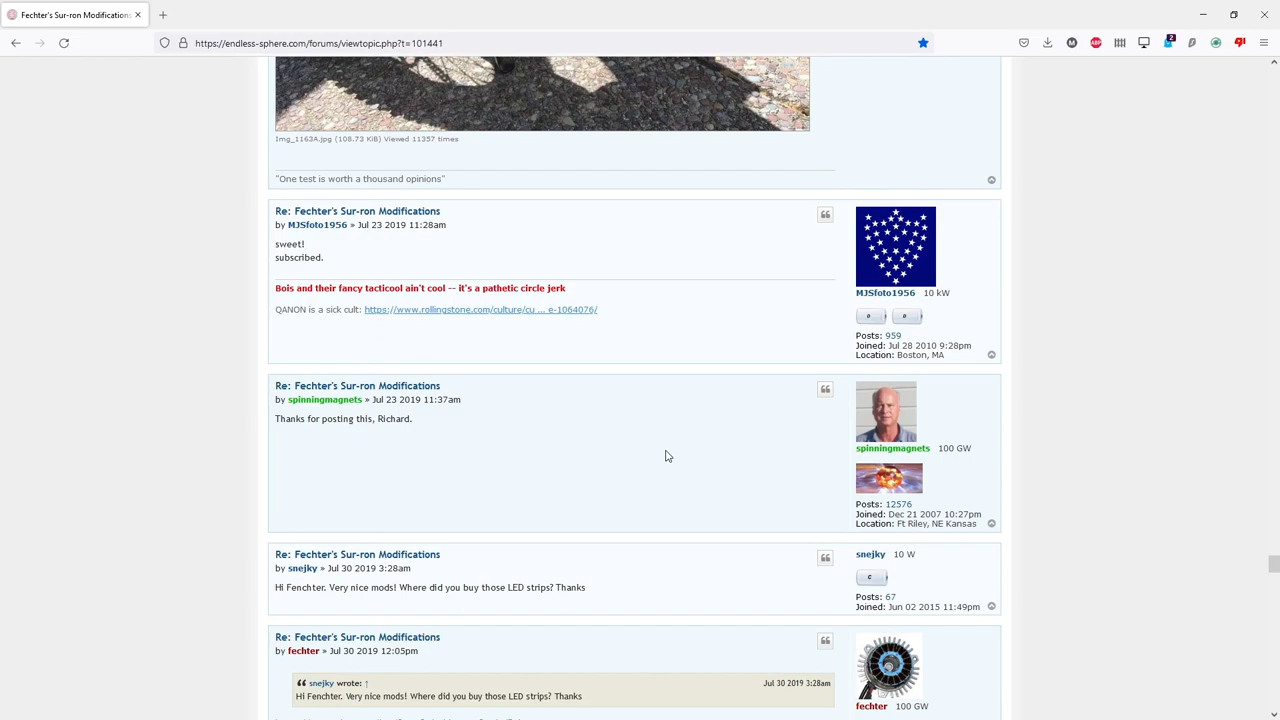 Fechter's Sur-ron Modifications
https://endless-sphere.com/forums/viewtopic.php?t=101441
2
Img_1163A.jpg (108.73 KiB) Viewed 11357 times
"One test is worth a thousand opinions"
Re: Fechter's Sur-ron Modifications
by MJSfoto1956 » Jul 23 2019 11:28am
sweet!
subscribed.
Bois and their fancy tacticool ain't cool -- it's a pathetic circle jerk
QANON is a sick cult: https://www.rollingstone.com/culture/cu ... e-1064076/
MJSfoto1956 10 kW
Posts: 959
Joined: Jul 28 2010 9:28pm
Location: Boston, MA
Re: Fechter's Sur-ron Modifications
by spinningmagnets » Jul 23 2019 11:37am
Thanks for posting this, Richard.
spinningmagnets 100 GW
Posts: 12576
Joined: Dec 21 2007 10:27pm
Location: Ft Riley, NE Kansas
Re: Fechter's Sur-ron Modifications
by snejky » Jul 30 2019 3:28am
Hi Fenchter. Very nice mods! Where did you buy those LED strips? Thanks
snejky 10 W
Posts: 67
Joined: Jun 02 2015 11:49pm
Re: Fechter's Sur-ron Modifications
by fechter » Jul 30 2019 12:05pm
snejky wrote: ↑ Jul 30 2019 3:28am
Hi Fenchter. Very nice mods! Where did you buy those LED strips? Thanks
fechter 100 GW